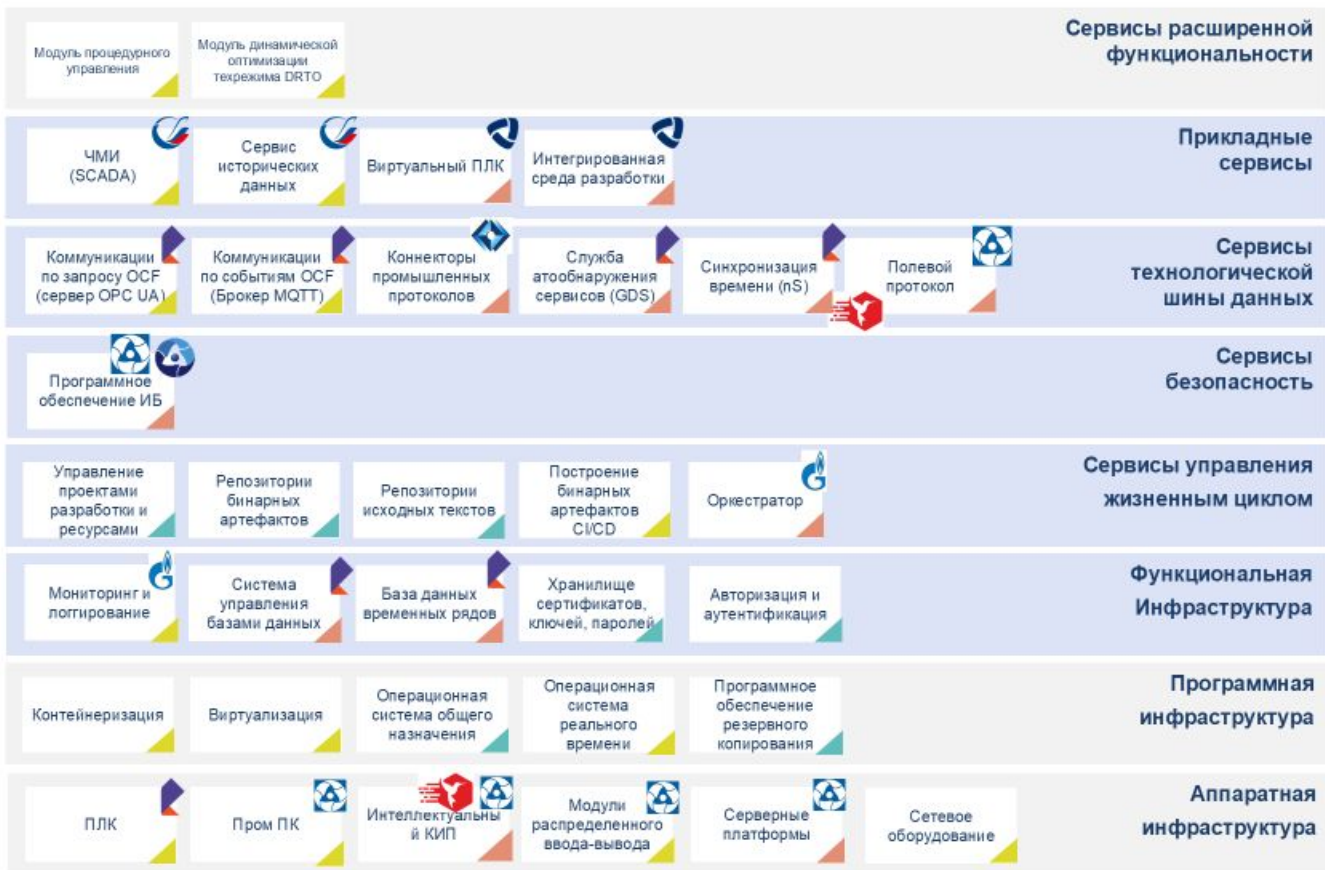 Сервисы расширенной
функциональности
Модуль процедурного
управления
Модуль динамической
оптимизации
техрежима DRTO
Прикладные
сервисы
ЧМИ
(SCADA)
Сервис
исторических
данных
Виртуальный ПЛК
Интегрированная
среда разработки
Сервисы
технологической
шины данных
Коммуникации
по запросу OCF
(сервер OPC UA)
Коммуникации
по событиям OCF
(Брокер MQTT)
Коннекторы
промышленных
протоколов
Служба
атообнаружения
сервисов (GDS)
Синхронизация
времени (nS)
Полевой
протокол
Сервисы
безопасность
Программное
обеспечение ИБ
Сервисы управления
жизненным циклом
Управление
проектами
разработки и
ресурсами
Репозитории
бинарных
артефактов
Репозитории
исходных текстов
Построение
бинарных
артефактов
CI/CD
Оркестратор
Функциональная
Инфраструктура
Мониторинг и
логгирование
Система
управления
базами данных
База данных
временных рядов
Хранилище
сертификатов,
ключей, паролей
Авторизация и
аутентификация
Программная
инфраструктура
Контейнеризация
Виртуализация
Операционная
система общего
назначения
Операционная
система
реального
времени
Программное
обеспечение
резервного
копирования
Аппаратная
инфраструктура
ПЛК
Пром ПК
Интеллектуальны
й КИП
Модули
распределенного
ввода-вывода
Серверные
платформы
Сетевое
оборудование